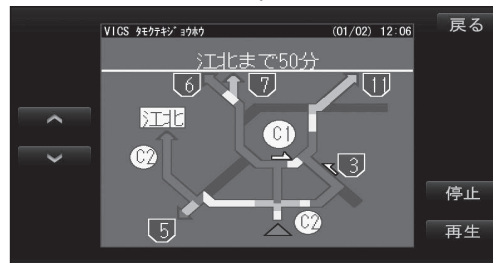 戻る
VICS ﾀﾓｸﾃｷｼﾞｮｳﾎｳ (01/02) 12:06
江北まで50分
6
7
11
江北
C1
C2
3
停止
5
C2
再生